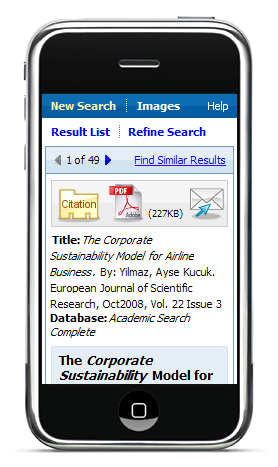 New Search Images Help
Result List Refine Search
1 of 49 Find Similar Results
Citation PDF Adobe (227KB)
Title: The Corporate
Sustainability Model for Airline
Business. By: Yilmaz, Ayse Kucuk.
European Journal of Scientific
Research, Oct2008, Vol. 22 Issue 3
Database: Academic Search
Complete
The Corporate
Sustainability Model for